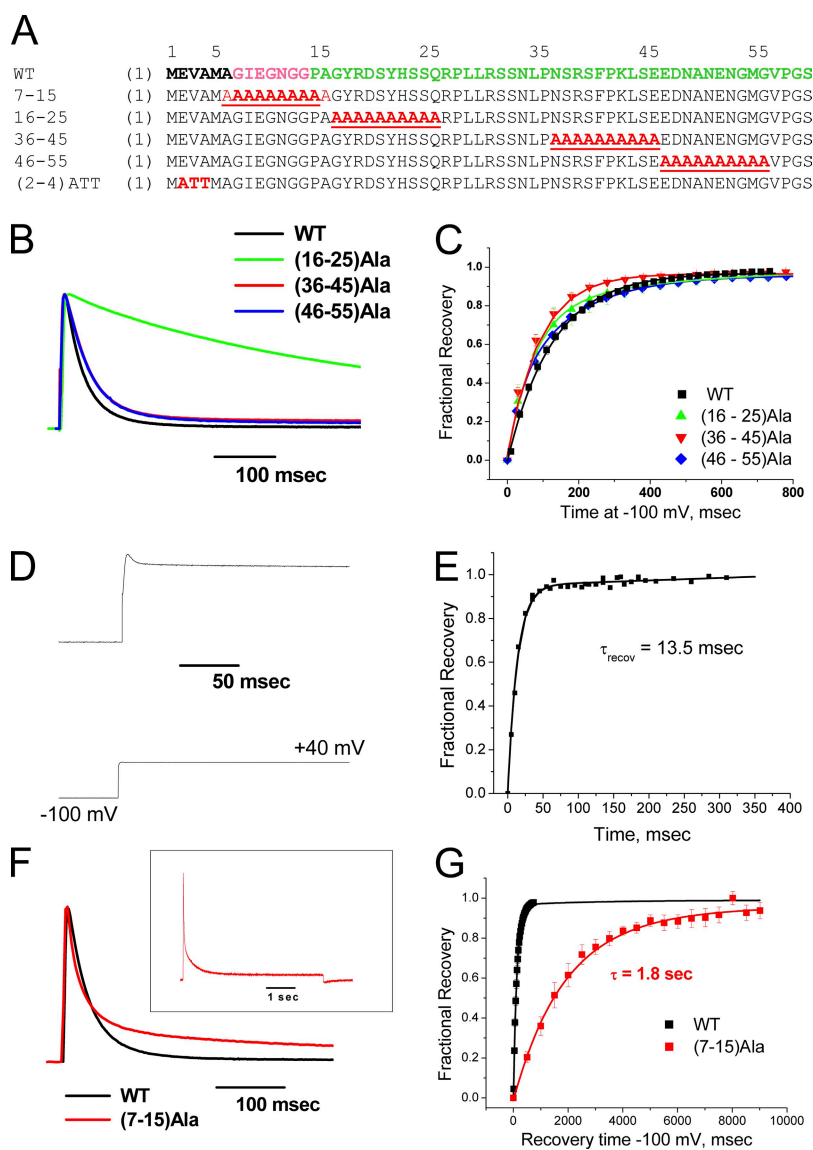 A
1 5 15 25 35 45 55
WT (1) MEVAMAGIEGNGGPAGYRDSYHSSQRPLLRSSNLPNSRSFPKLSEEDNANENGMGVPGS
7-15 (1) MEVAMAAAAAAAAAAGYRDSYHSSQRPLLRSSNLPNSRSFPKLSEEDNANENGMGVPGS
16-25 (1) MEVAMAGIEGNGGPAAAAAAAAAAARPLLRSSNLPNSRSFPKLSEEDNANENGMGVPGS
36-45 (1) MEVAMAGIEGNGGPAGYRDSYHSSQRPLLRSSNLPAAAAAAAAAAEDNANENGMGVPGS
46-55 (1) MEVAMAGIEGNGGPAGYRDSYHSSQRPLLRSSNLPNSRSFPKLSEAAAAAAAAAAVPGS
(2-4)ATT (1) MATTMAGIEGNGGPAGYRDSYHSSQRPLLRSSNLPNSRSFPKLSEEDNANENGMGVPGS
B
WT
(16-25)Ala
(36-45)Ala
(46-55)Ala
100 msec
C
Fractional Recovery
1.0
0.8
0.6
0.4
0.2
0.0
WT
(16 - 25)Ala
(36 - 45)Ala
(46 - 55)Ala
0 200 400 600 800
Time at -100 mV, msec
D
50 msec
+40 mV
-100 mV
E
Fractional Recovery
1.0
0.8
0.6
0.4
0.2
0.0
τrecov = 13.5 msec
0 50 100 150 200 250 300 350 400
Time, msec
F
1 sec
100 msec
WT
(7-15)Ala
G
Fractional Recovery
1.0
0.8
0.6
0.4
0.2
0.0
τ = 1.8 sec
WT
(7-15)Ala
0 2000 4000 6000 8000 10000
Recovery time -100 mV, msec